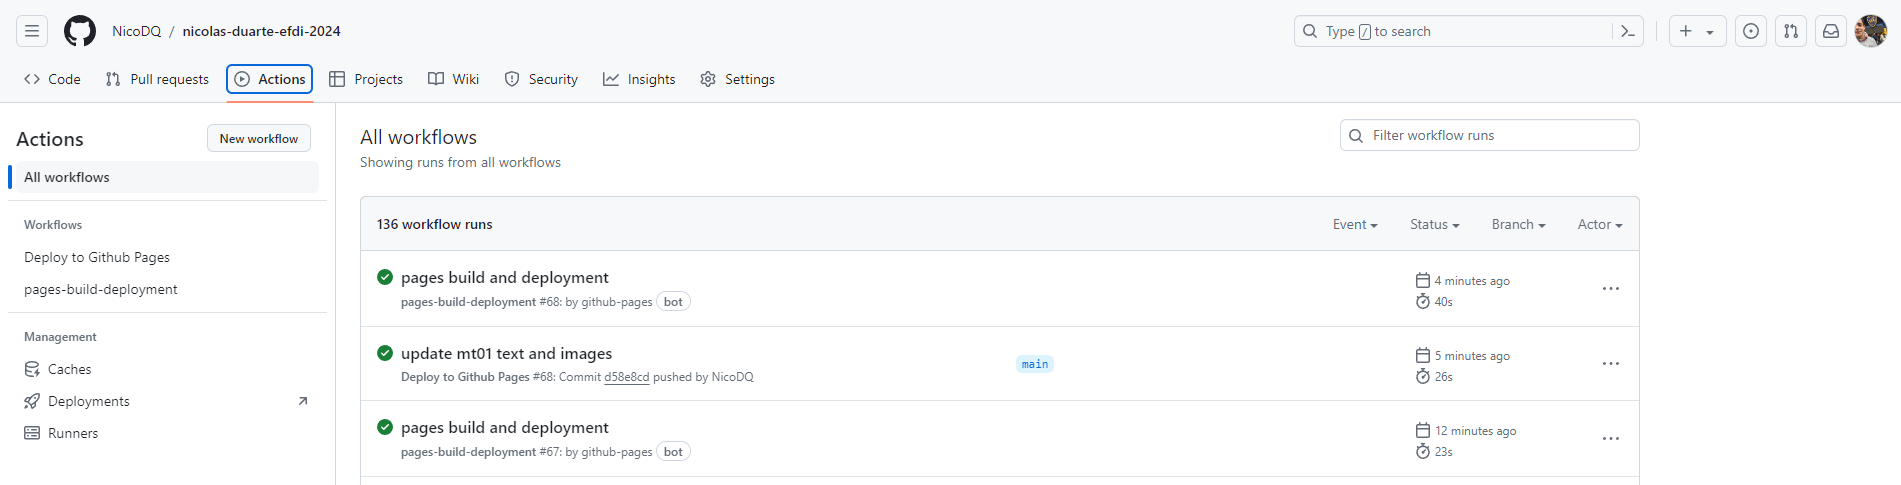 NicoDQ / nicolas-duarte-efdi-2024
Type / to search
Code
Pull requests
Actions
Projects
Wiki
Security
Insights
Settings
Actions
New workflow
All workflows
Workflows
Deploy to Github Pages
pages-build-deployment
Management
Caches
Deployments
Runners
All workflows
Showing runs from all workflows
Filter workflow runs
136 workflow runs
Event
Status
Branch
Actor
pages build and deployment
pages-build-deployment #68: by github-pages bot
4 minutes ago
40s
update mt01 text and images
Deploy to Github Pages #68: Commit d58e8cd pushed by NicoDQ
main
5 minutes ago
26s
pages build and deployment
pages-build-deployment #67: by github-pages bot
12 minutes ago
23s